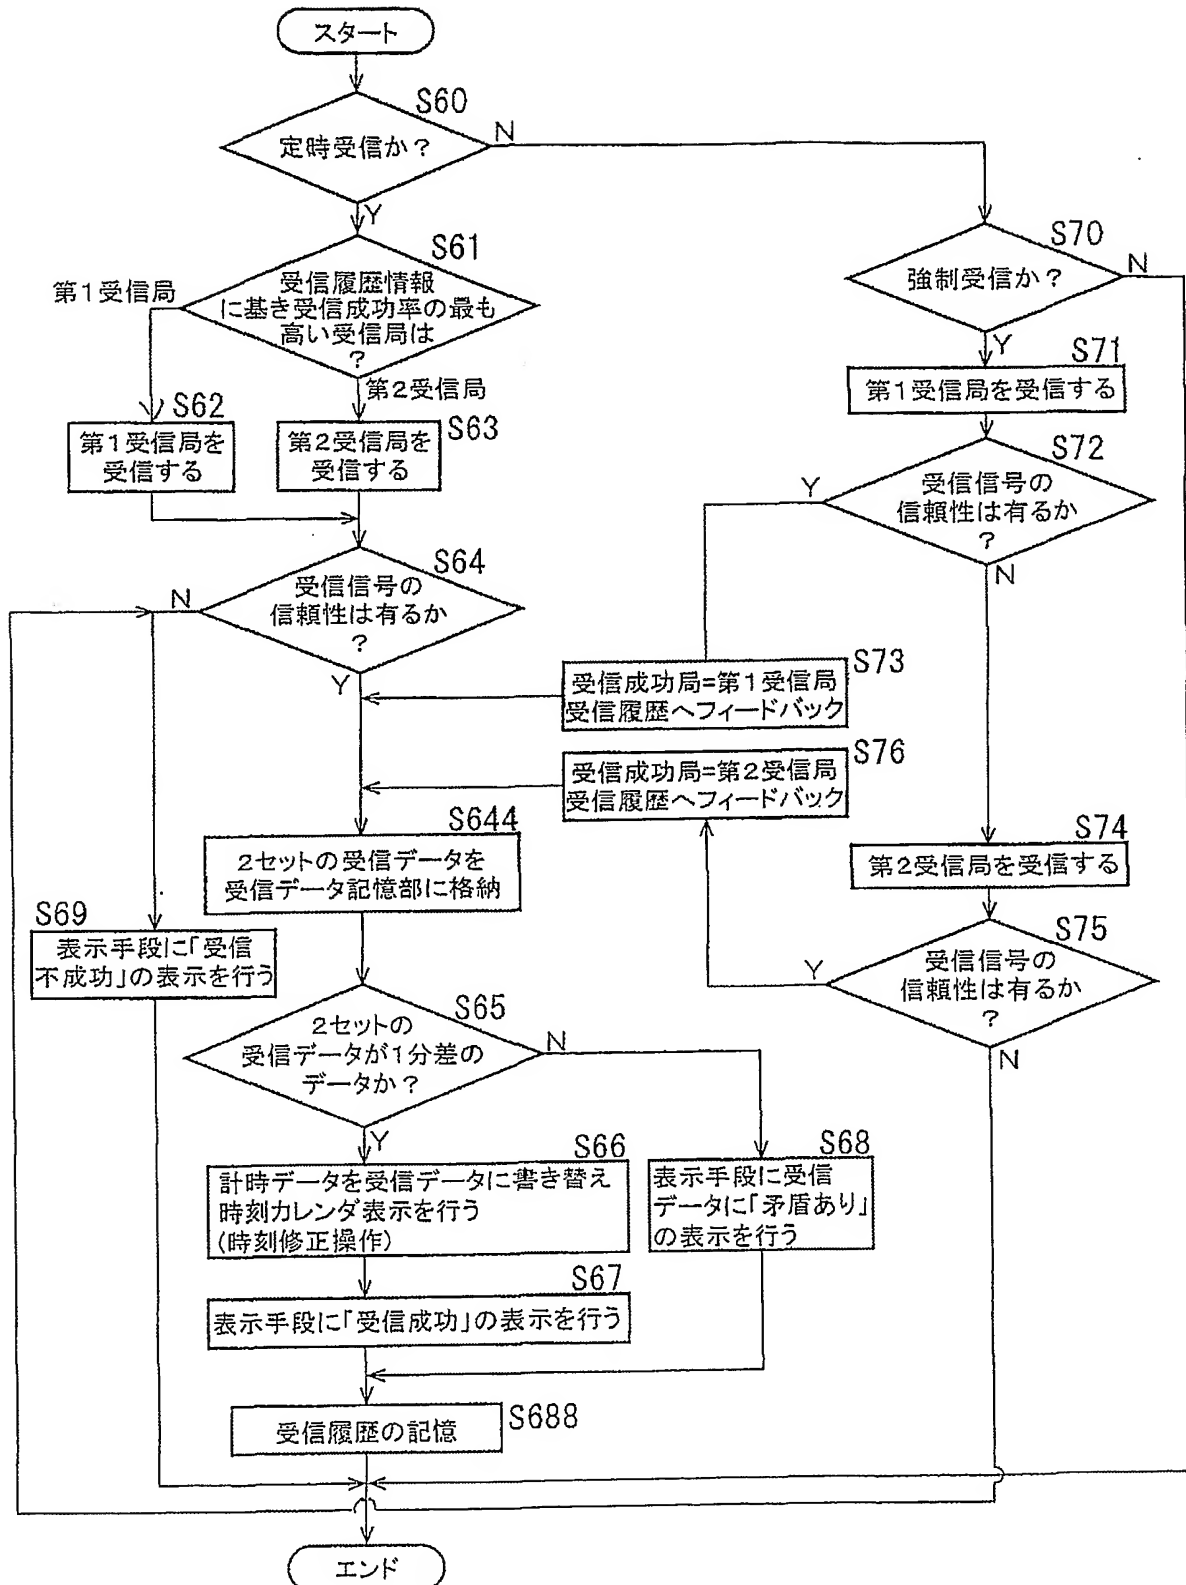 スタート
S60
定時受信か？
N
Y
S61
第1受信局
受信履歴情報
に基き受信成功率の最も
高い受信局は
？
第2受信局
S62
第1受信局を
受信する
S63
第2受信局を
受信する
S64
受信信号の
信頼性は有るか
？
N
Y
S70
強制受信か？
N
Y
S71
第1受信局を受信する
S72
受信信号の
信頼性は有るか
？
Y
N
S73
受信成功局=第1受信局
受信履歴へフィードバック
S76
受信成功局=第2受信局
受信履歴へフィードバック
S74
第2受信局を受信する
S75
受信信号の
信頼性は有るか
？
Y
N
S644
2セットの受信データを
受信データ記憶部に格納
S69
表示手段に「受信
不成功」の表示を行う
S65
2セットの
受信データが1分差の
データか？
N
Y
S66
計時データを受信データに書き替え
時刻カレンダ表示を行う
(時刻修正操作)
S68
表示手段に受信
データに「矛盾あり」
の表示を行う
S67
表示手段に「受信成功」の表示を行う
S688
受信履歴の記憶
エンド